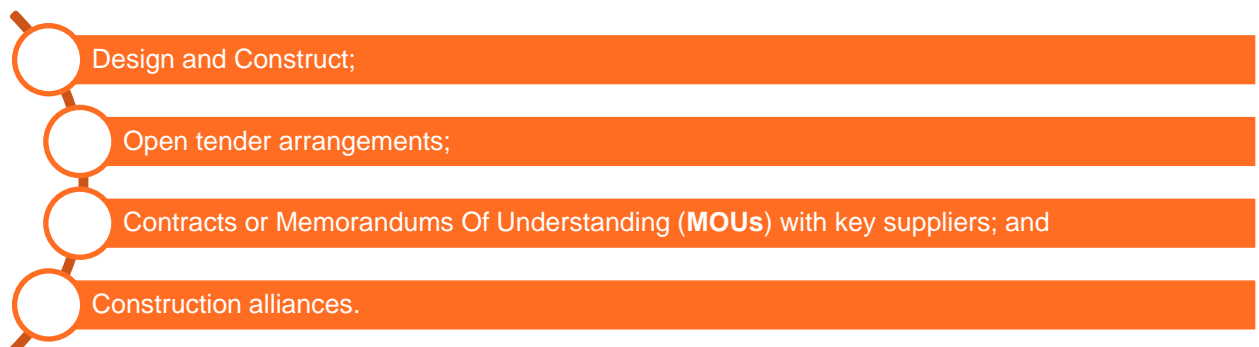 Design and Construct;
Open tender arrangements;
Contracts or Memorandums Of Understanding (MOUs) with key suppliers; and
Construction alliances.